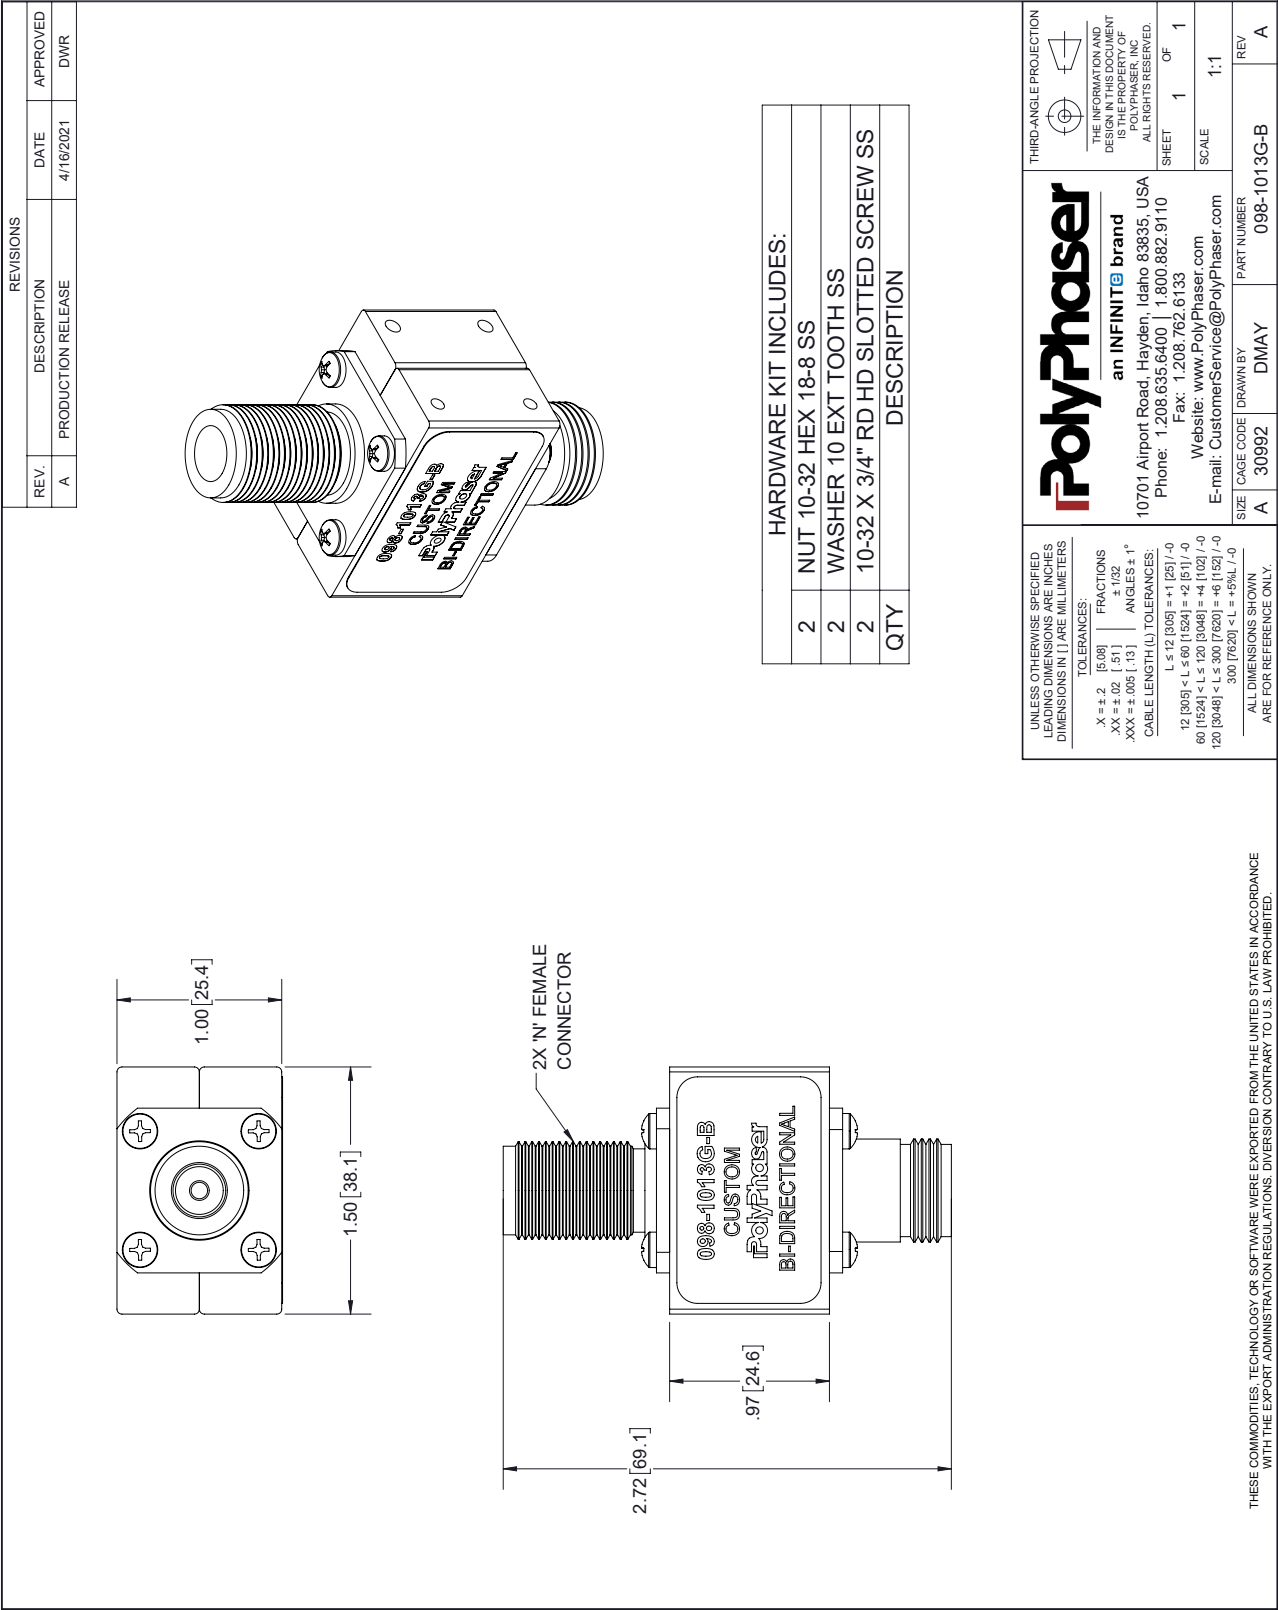 REVISIONS
REV. DESCRIPTION DATE APPROVED
A PRODUCTION RELEASE 4/16/2021 DWR
1.00 [25.4]
1.50 [38.1]
098-1013G-B
CUSTOM
PolyPhaser
BI-DIRECTIONAL
2X 'N' FEMALE
CONNECTOR
098-1013G-B
CUSTOM
PolyPhaser
BI-DIRECTIONAL
.97 [24.6]
2.72 [69.1]
HARDWARE KIT INCLUDES:
2 NUT 10-32 HEX 18-8 SS
2 WASHER 10 EXT TOOTH SS
2 10-32 X 3/4" RD HD SLOTTED SCREW SS
QTY DESCRIPTION
UNLESS OTHERWISE SPECIFIED
LEADING DIMENSIONS ARE INCHES
DIMENSIONS IN [ ] ARE MILLIMETERS
TOLERANCES:
.X = ± .2 [5.08] FRACTIONS
.XX = ± .02 [ .51 ] ± 1/32
.XXX = ± .005 [ .13 ] ANGLES ± 1°
CABLE LENGTH (L) TOLERANCES:
L ≤ 12 [305] = +1 [25] / -0
12 [305] < L ≤ 60 [1524] = +2 [51] / -0
60 [1524] < L ≤ 120 [3048] = +4 [102] / -0
120 [3048] < L ≤ 300 [7620] = +6 [152] / -0
300 [7620] < L = +5%L / -0
ALL DIMENSIONS SHOWN
ARE FOR REFERENCE ONLY.
PolyPhaser
an INFINITe brand
10701 Airport Road, Hayden, Idaho 83835, USA
Phone: 1.208.635.6400 | 1.800.882.9110
Fax: 1.208.762.6133
Website: www.PolyPhaser.com
E-mail: CustomerService@PolyPhaser.com
THIRD-ANGLE PROJECTION
THE INFORMATION AND
DESIGN IN THIS DOCUMENT
IS THE PROPERTY OF
POLYPHASER, INC
ALL RIGHTS RESERVED.
SHEET 1 OF 1
SCALE 1:1
SIZE A
CAGE CODE 30992
DRAWN BY DMAY
PART NUMBER 098-1013G-B
REV A
THESE COMMODITIES, TECHNOLOGY OR SOFTWARE WERE EXPORTED FROM THE UNITED STATES IN ACCORDANCE
WITH THE EXPORT ADMINISTRATION REGULATIONS. DIVERSION CONTRARY TO U.S. LAW PROHIBITED.